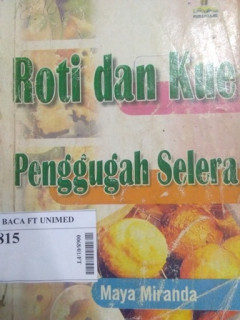 Roti dan Kue
Penggugah Selera
BACA FT UNIMED
815
Maya Miranda